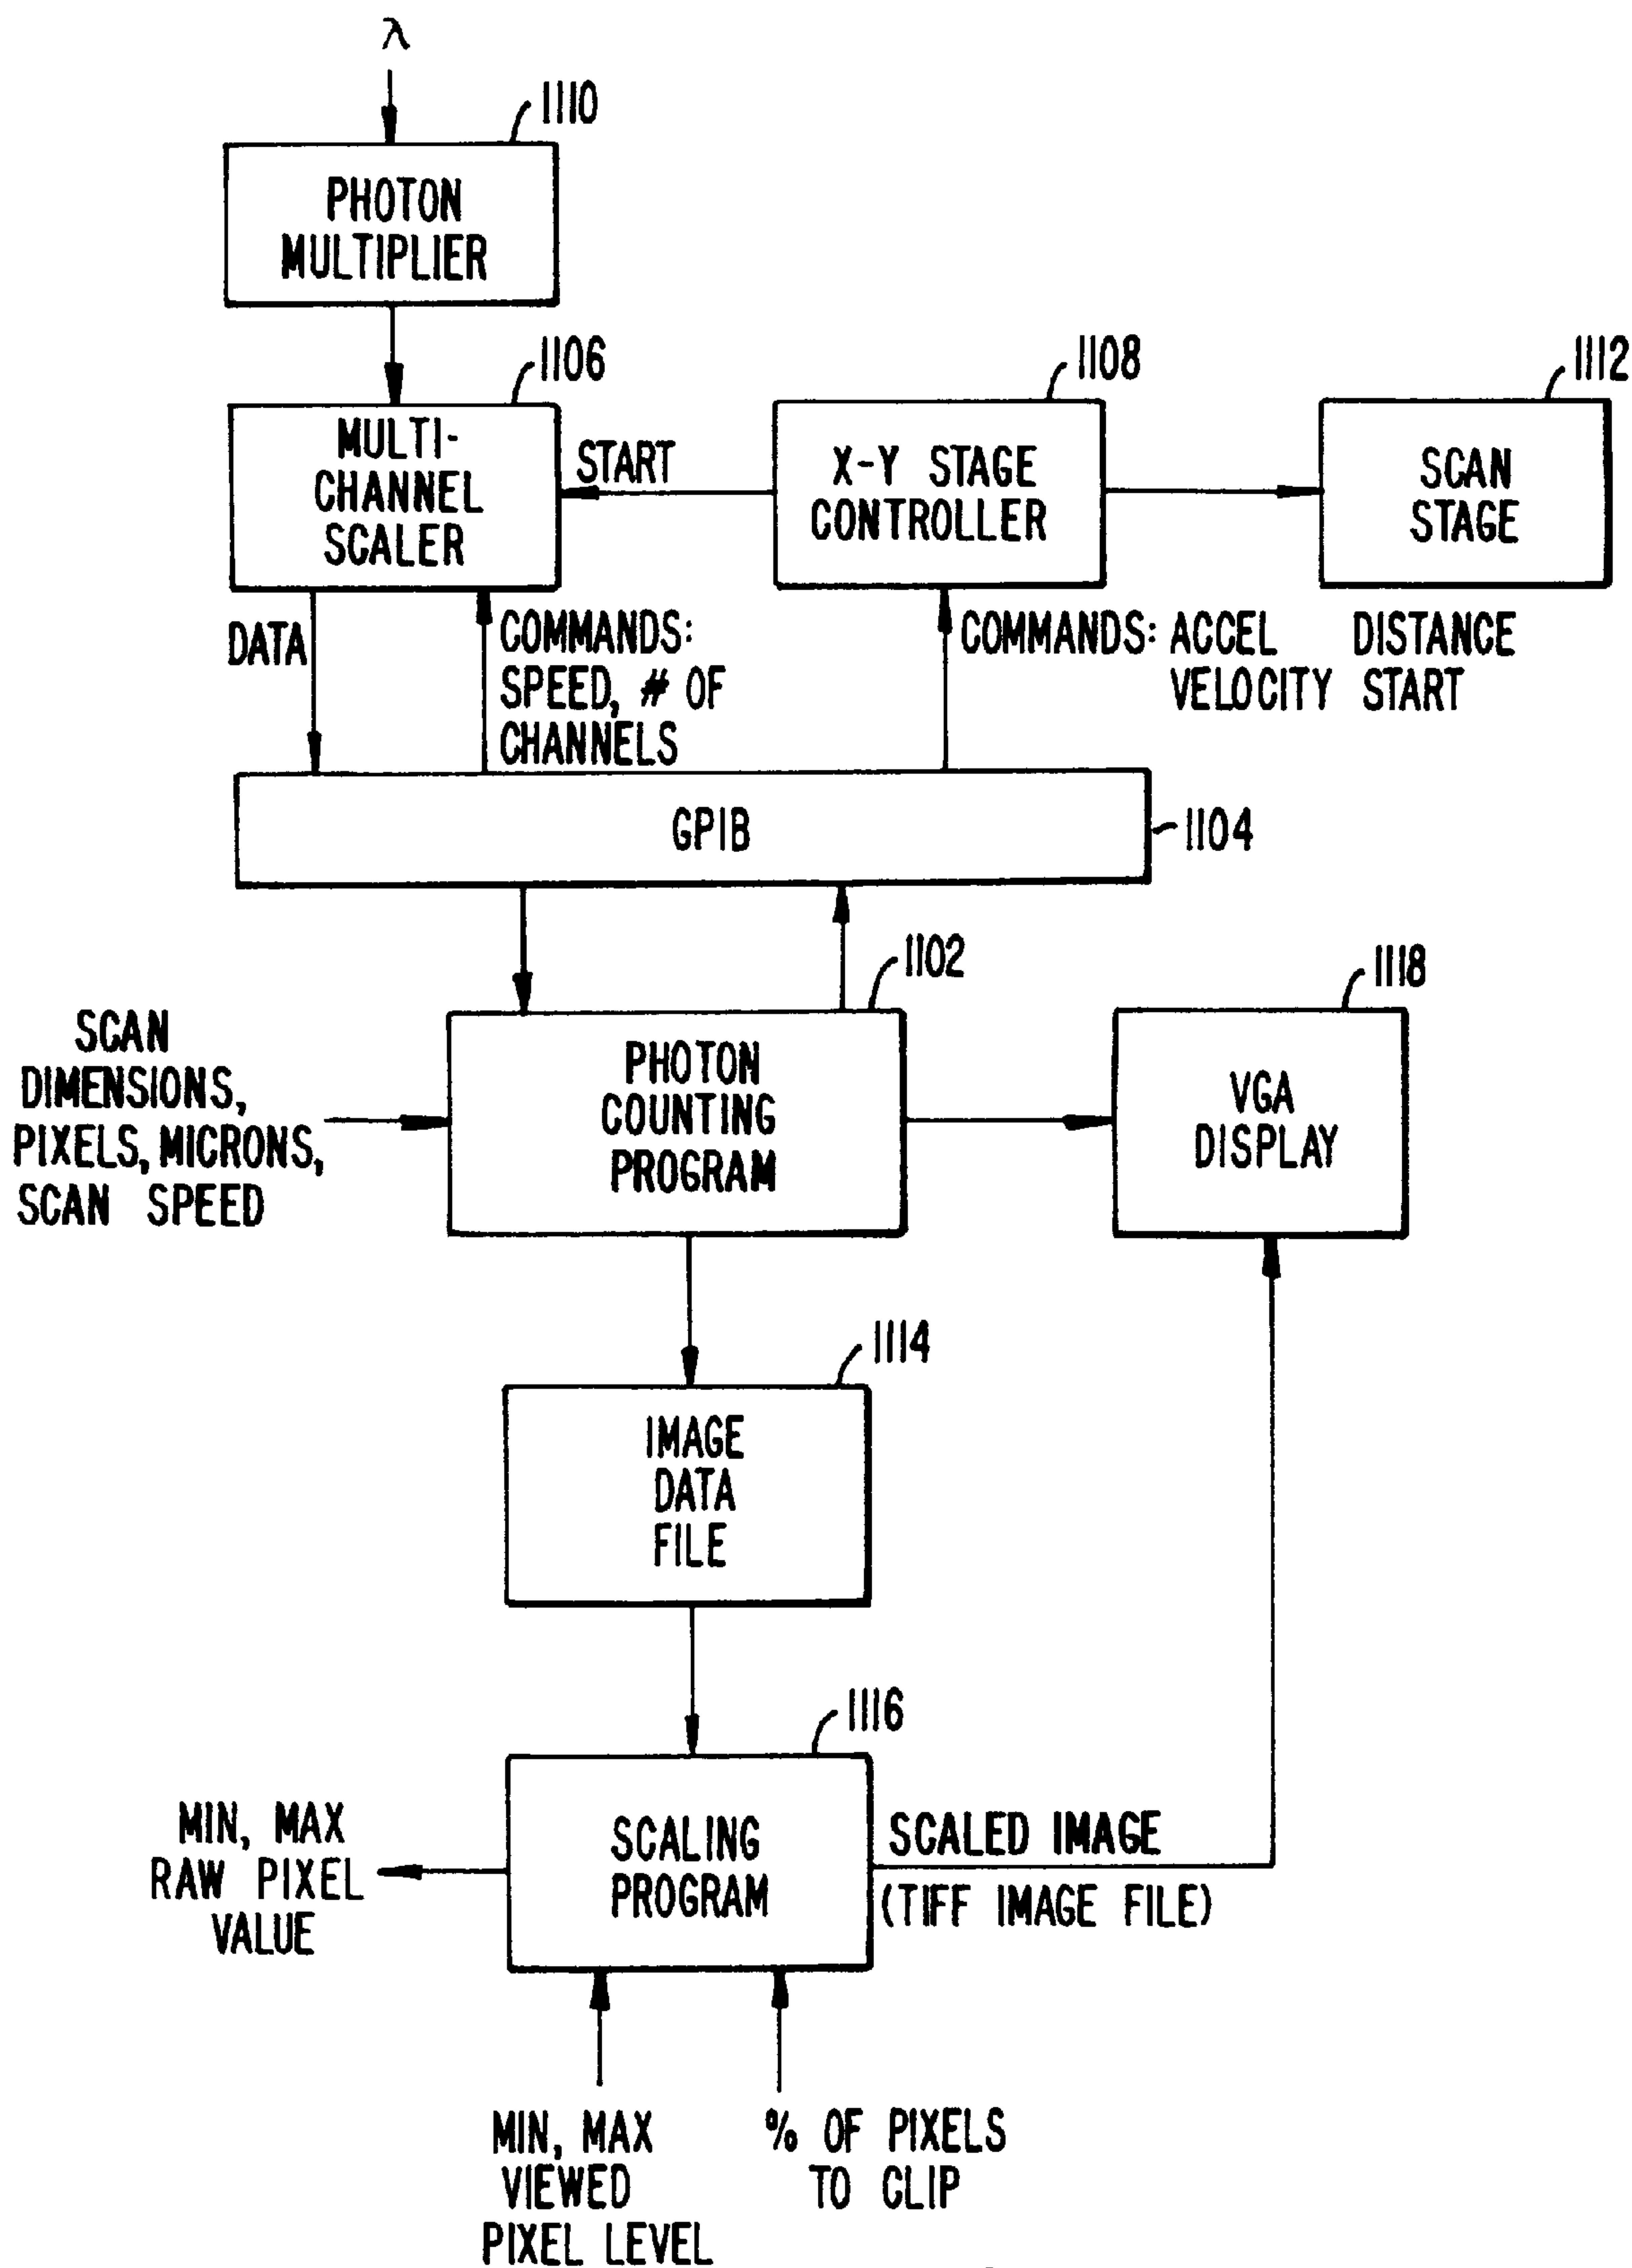 λ
1110
PHOTON
MULTIPLIER
1106
MULTI-
CHANNEL
SCALER
START
1108
X-Y STAGE
CONTROLLER
1112
SCAN
STAGE
DATA
COMMANDS:
SPEED, # OF
CHANNELS
COMMANDS: ACCEL DISTANCE
VELOCITY START
GPIB
1104
1102
SCAN
DIMENSIONS,
PIXELS, MICRONS,
SCAN SPEED
PHOTON
COUNTING
PROGRAM
1118
VGA
DISPLAY
1114
IMAGE
DATA
FILE
1116
MIN, MAX
RAW PIXEL
VALUE
SCALING
PROGRAM
SCALED IMAGE
(TIFF IMAGE FILE)
MIN, MAX
VIEWED
PIXEL LEVEL
% OF PIXELS
TO CLIP